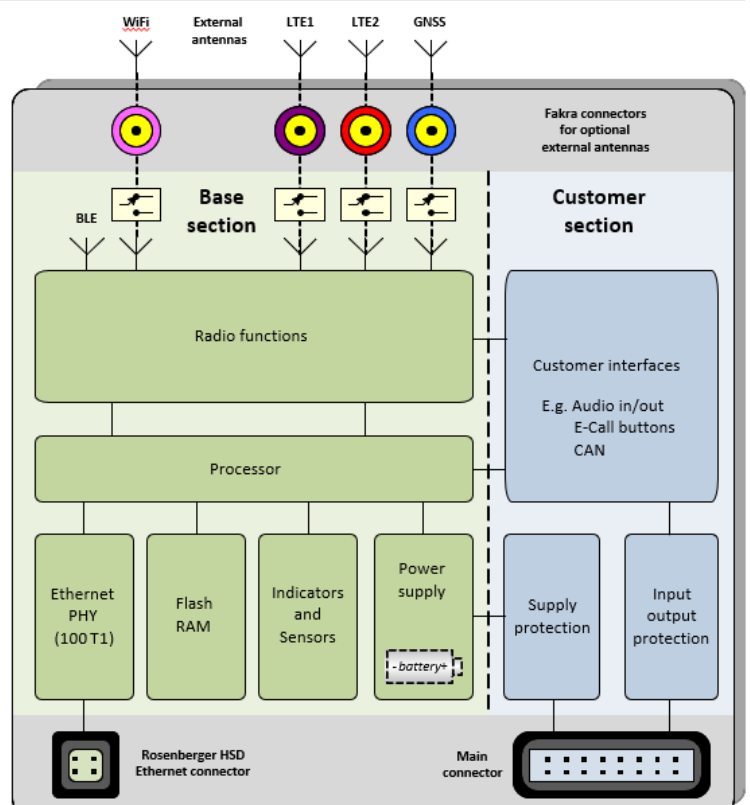 WiFi
External
antennas
LTE1
LTE2
GNSS
Fakra connectors
for optional
external antennas
BLE
Base
section
Customer
section
Radio functions
Customer interfaces
E.g. Audio in/out
E-Call buttons
CAN
Processor
Ethernet
PHY
(100 T1)
Flash
RAM
Indicators
and
Sensors
Power
supply
- battery+
Supply
protection
Input
output
protection
Rosenberger HSD
Ethernet connector
Main
connector